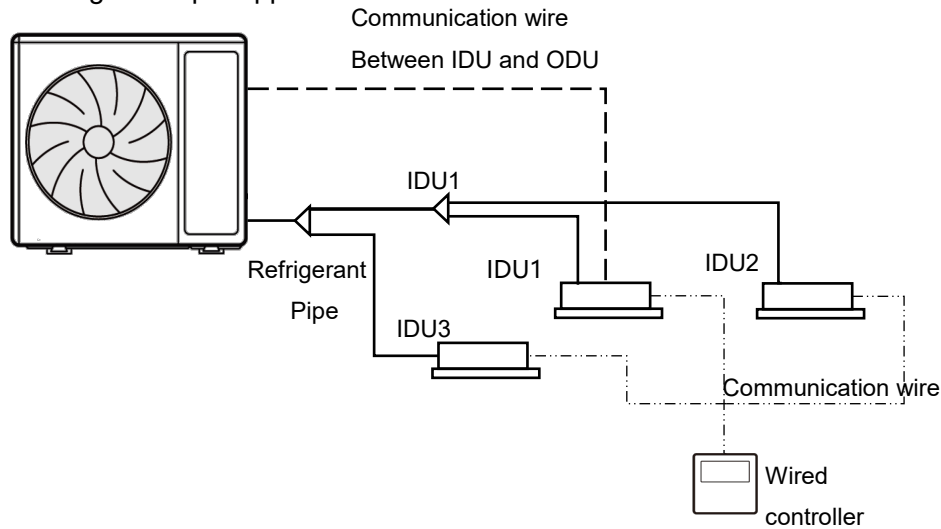 Communication wire
Between IDU and ODU
IDU1
Refrigerant
Pipe
IDU1
IDU2
IDU3
Communication wire
Wired
controller